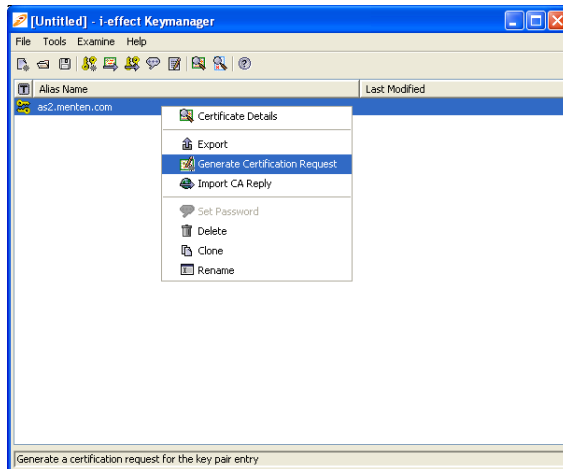 [Untitled] - i-effect Keymanager
File Tools Examine Help
T Alias Name Last Modified
as2.menten.com
Certificate Details
Export
Generate Certification Request
Import CA Reply
Set Password
Delete
Clone
Rename
Generate a certification request for the key pair entry